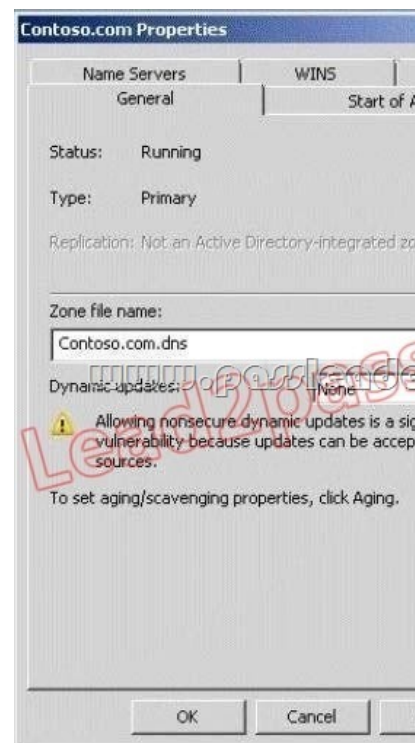 Contoso.com Properties
Name Servers WINS
General Start of A
Status: Running
Type: Primary
Replication: Not an Active Directory-integrated zo
Zone file name:
Contoso.com.dns
Dynamic updates: None
Allowing nonsecure dynamic updates is a sig
vulnerability because updates can be accep
sources.
To set aging/scavenging properties, click Aging.
Lead2pass
OK Cancel